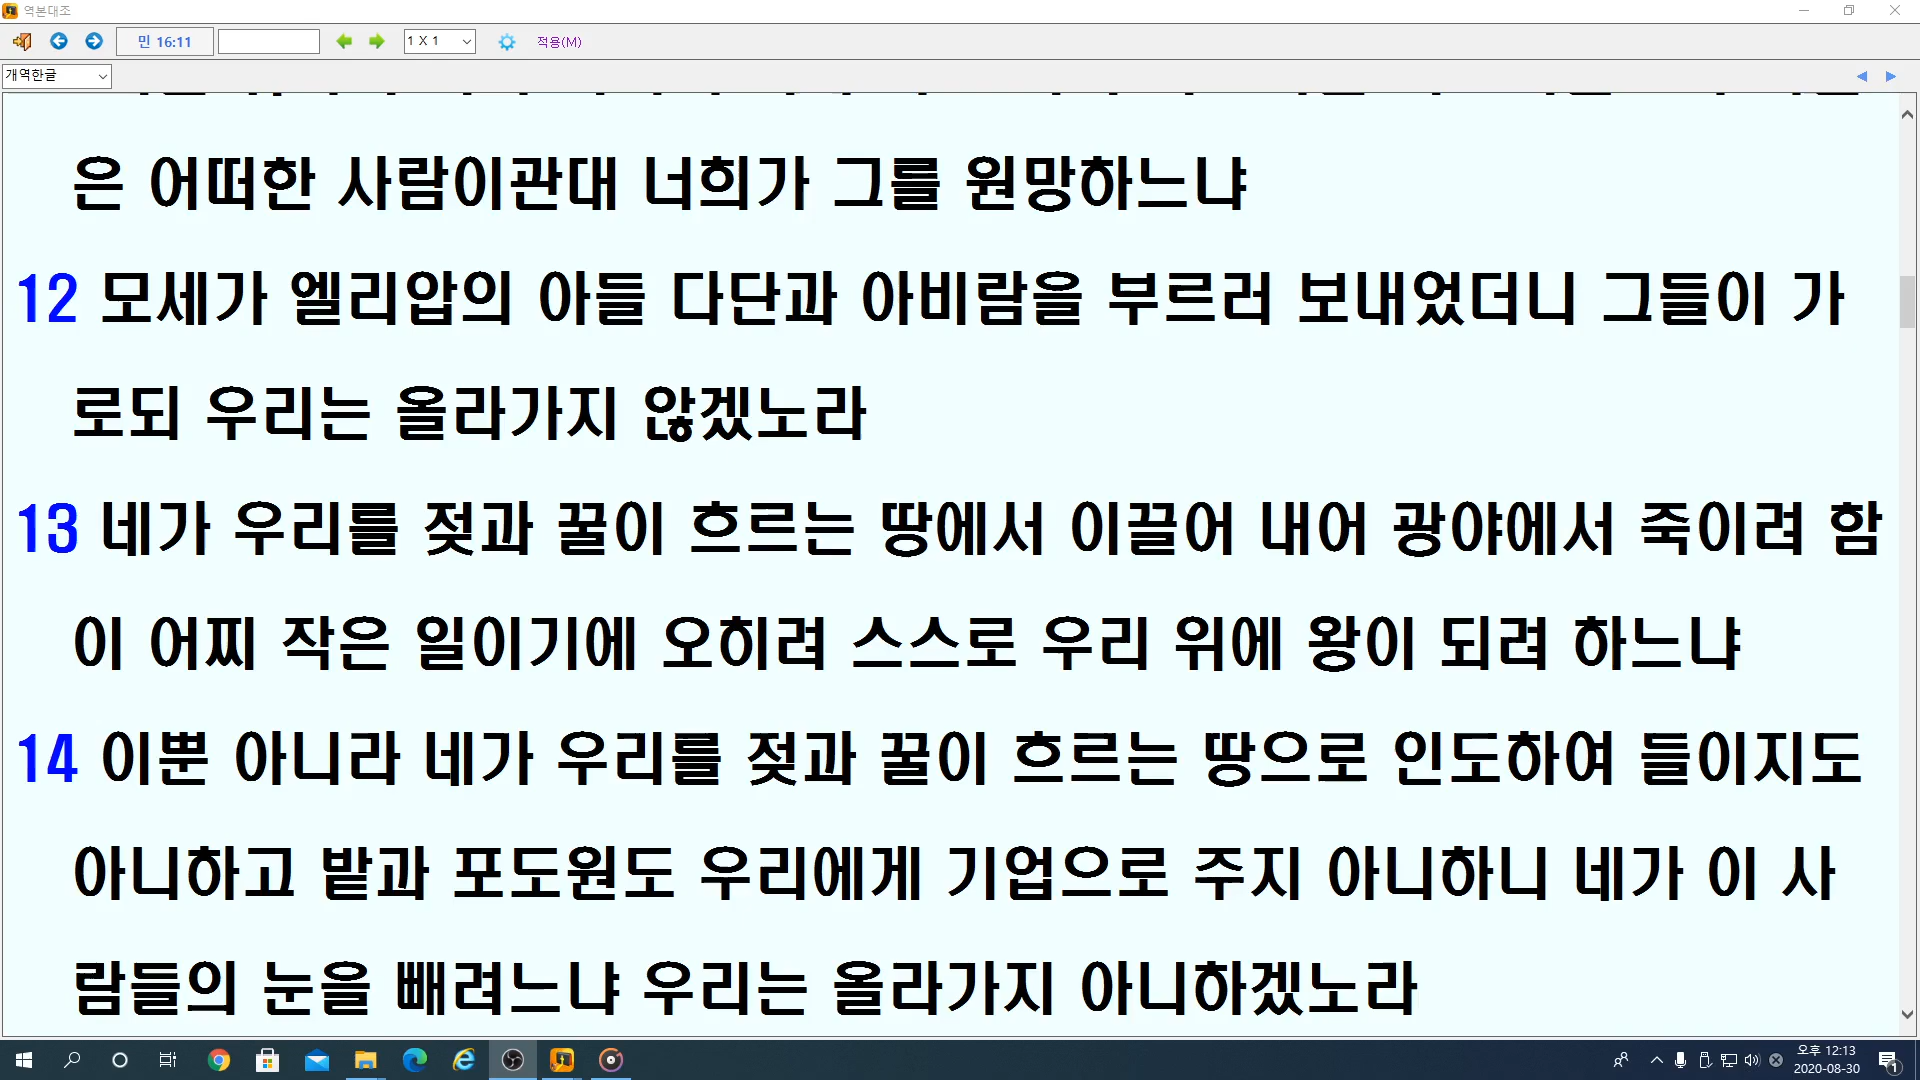 역본대조
민 16:11
1 X 1
적용(M)
개역한글
은 어떠한 사람이관대 너희가 그를 원망하느냐
12 모세가 엘리압의 아들 다단과 아비람을 부르러 보내었더니 그들이 가
로되 우리는 올라가지 않겠노라
13 네가 우리를 젖과 꿀이 흐르는 땅에서 이끌어 내어 광야에서 죽이려 함
이 어찌 작은 일이기에 오히려 스스로 우리 위에 왕이 되려 하느냐
14 이뿐 아니라 네가 우리를 젖과 꿀이 흐르는 땅으로 인도하여 들이지도
아니하고 밭과 포도원도 우리에게 기업으로 주지 아니하니 네가 이 사
람들의 눈을 빼려느냐 우리는 올라가지 아니하겠노라
오후 12:13
2020-08-30
1